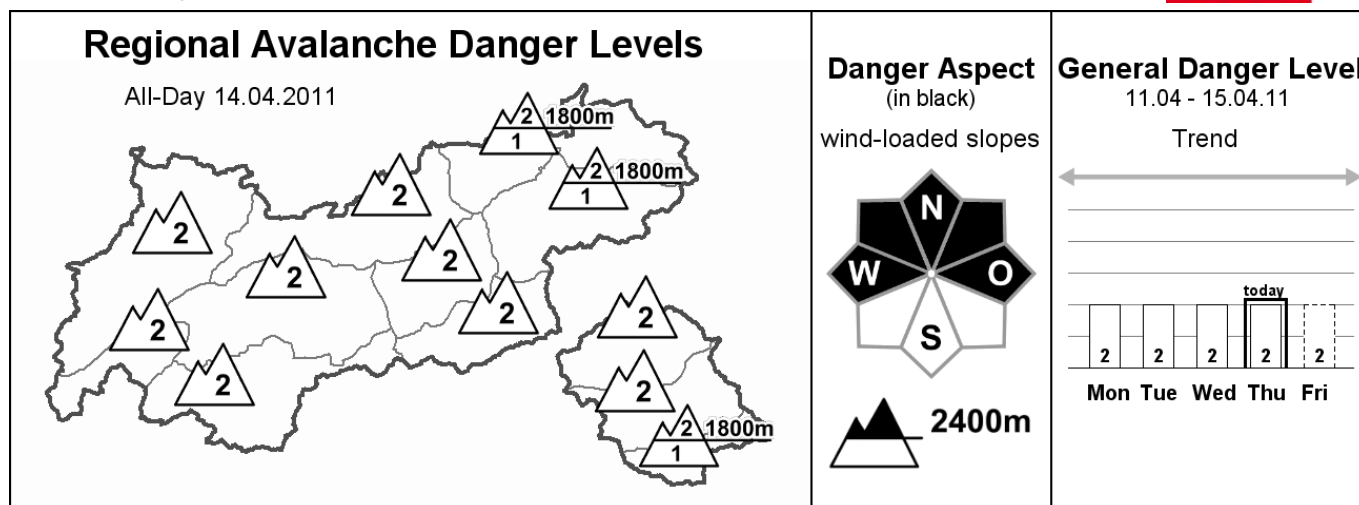 Regional Avalanche Danger Levels
All-Day 14.04.2011
2 1800m
1
2 1800m
1
2
2
2
2
2
2
2
2
2
2 1800m
1
Danger Aspect
(in black)
wind-loaded slopes
N
W O
S
2400m
General Danger Level
11.04 - 15.04.11
Trend
today
2 2 2 2 2
Mon Tue Wed Thu Fri